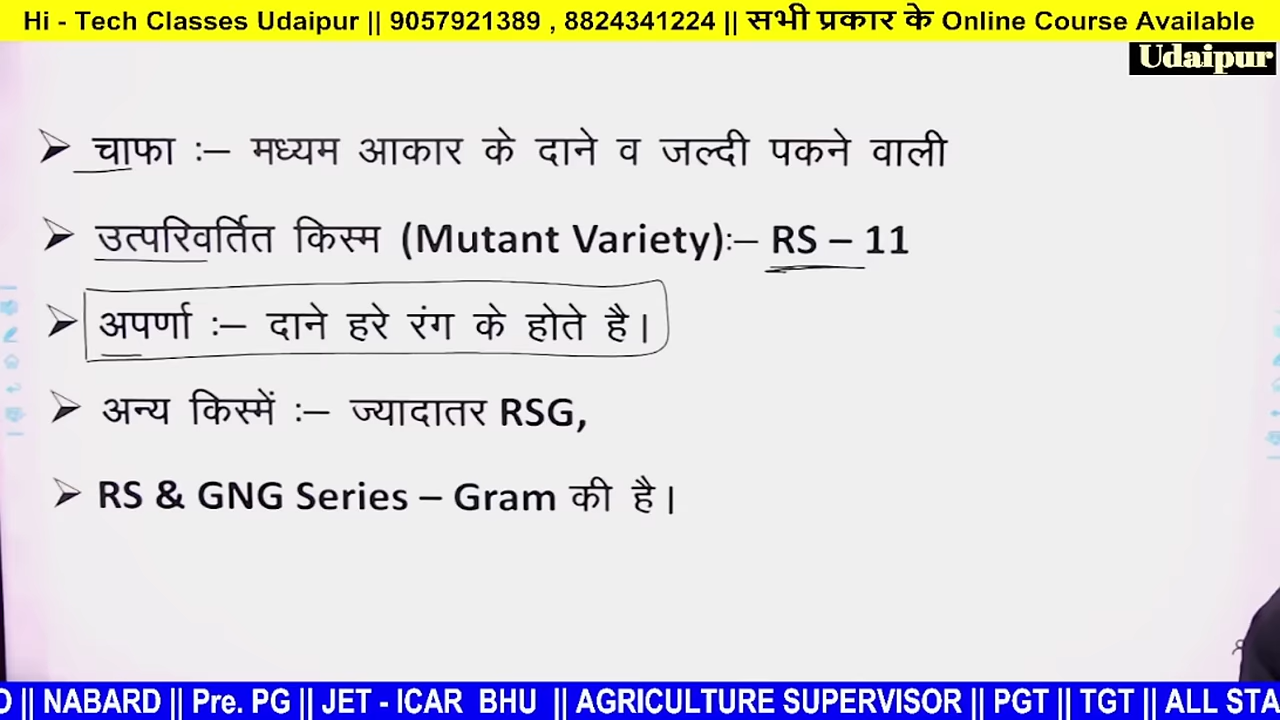 Hi - Tech Classes Udaipur || 9057921389 , 8824341224 || सभी प्रकार के Online Course Available
Udaipur
➢ चाफा :– मध्यम आकार के दाने व जल्दी पकने वाली
➢ उत्परिवर्तित किस्म (Mutant Variety):– RS – 11
➢ अपर्णा :– दाने हरे रंग के होते है।
➢ अन्य किस्में :– ज्यादातर RSG,
➢ RS & GNG Series – Gram की है।
|| NABARD || Pre. PG || JET - ICAR BHU || AGRICULTURE SUPERVISOR || PGT || TGT || ALL STA